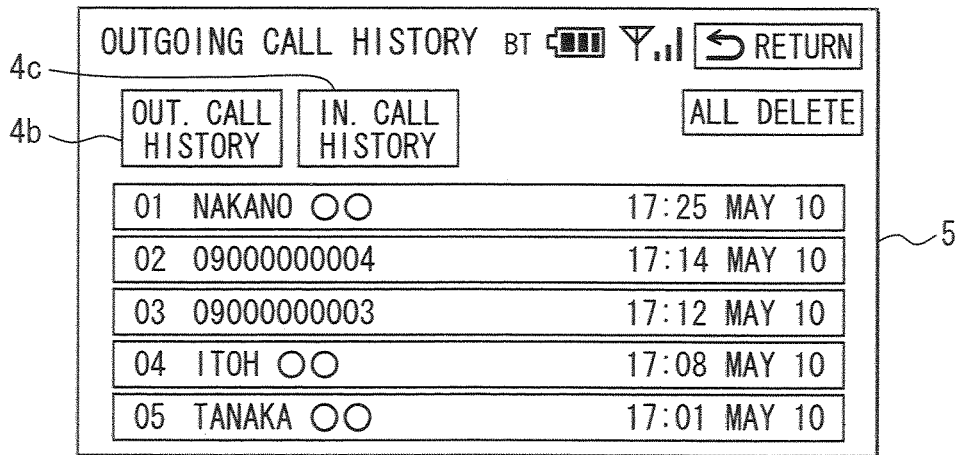 OUTGOING CALL HISTORY BT RETURN
4c
OUT. CALL HISTORY
IN. CALL HISTORY
ALL DELETE
4b
01 NAKANO ○○ 17:25 MAY 10
02 09000000004 17:14 MAY 10
03 09000000003 17:12 MAY 10
04 ITOH ○○ 17:08 MAY 10
05 TANAKA ○○ 17:01 MAY 10
5